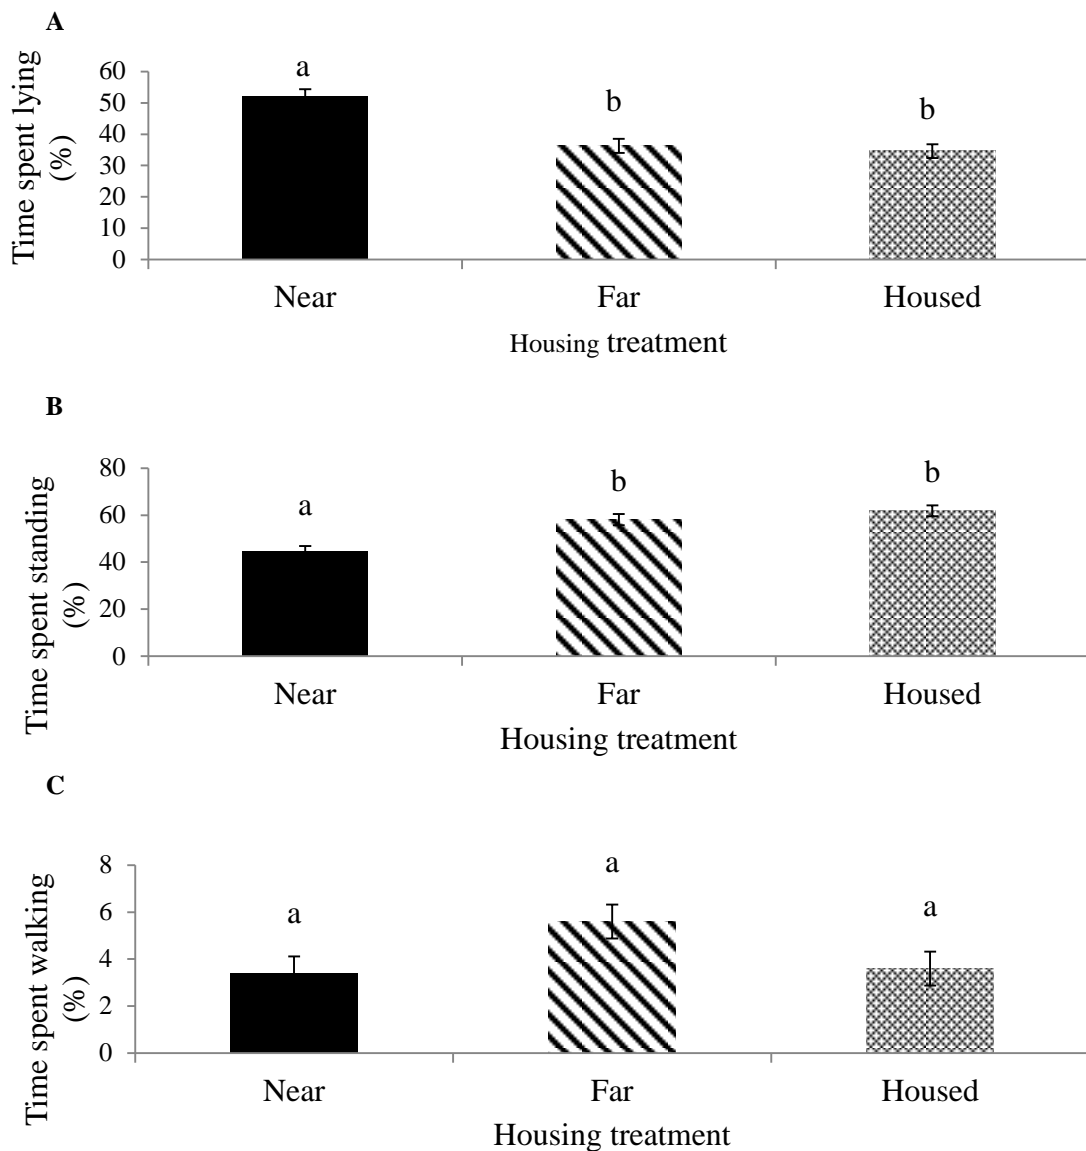 A
Time spent lying
(%)
60
50
40
30
20
10
0
a
b
b
Near
Far
Housed
Housing treatment
B
Time spent standing
(%)
80
60
40
20
0
a
b
b
Near
Far
Housed
Housing treatment
C
Time spent walking
(%)
8
6
4
2
0
a
a
a
Near
Far
Housed
Housing treatment